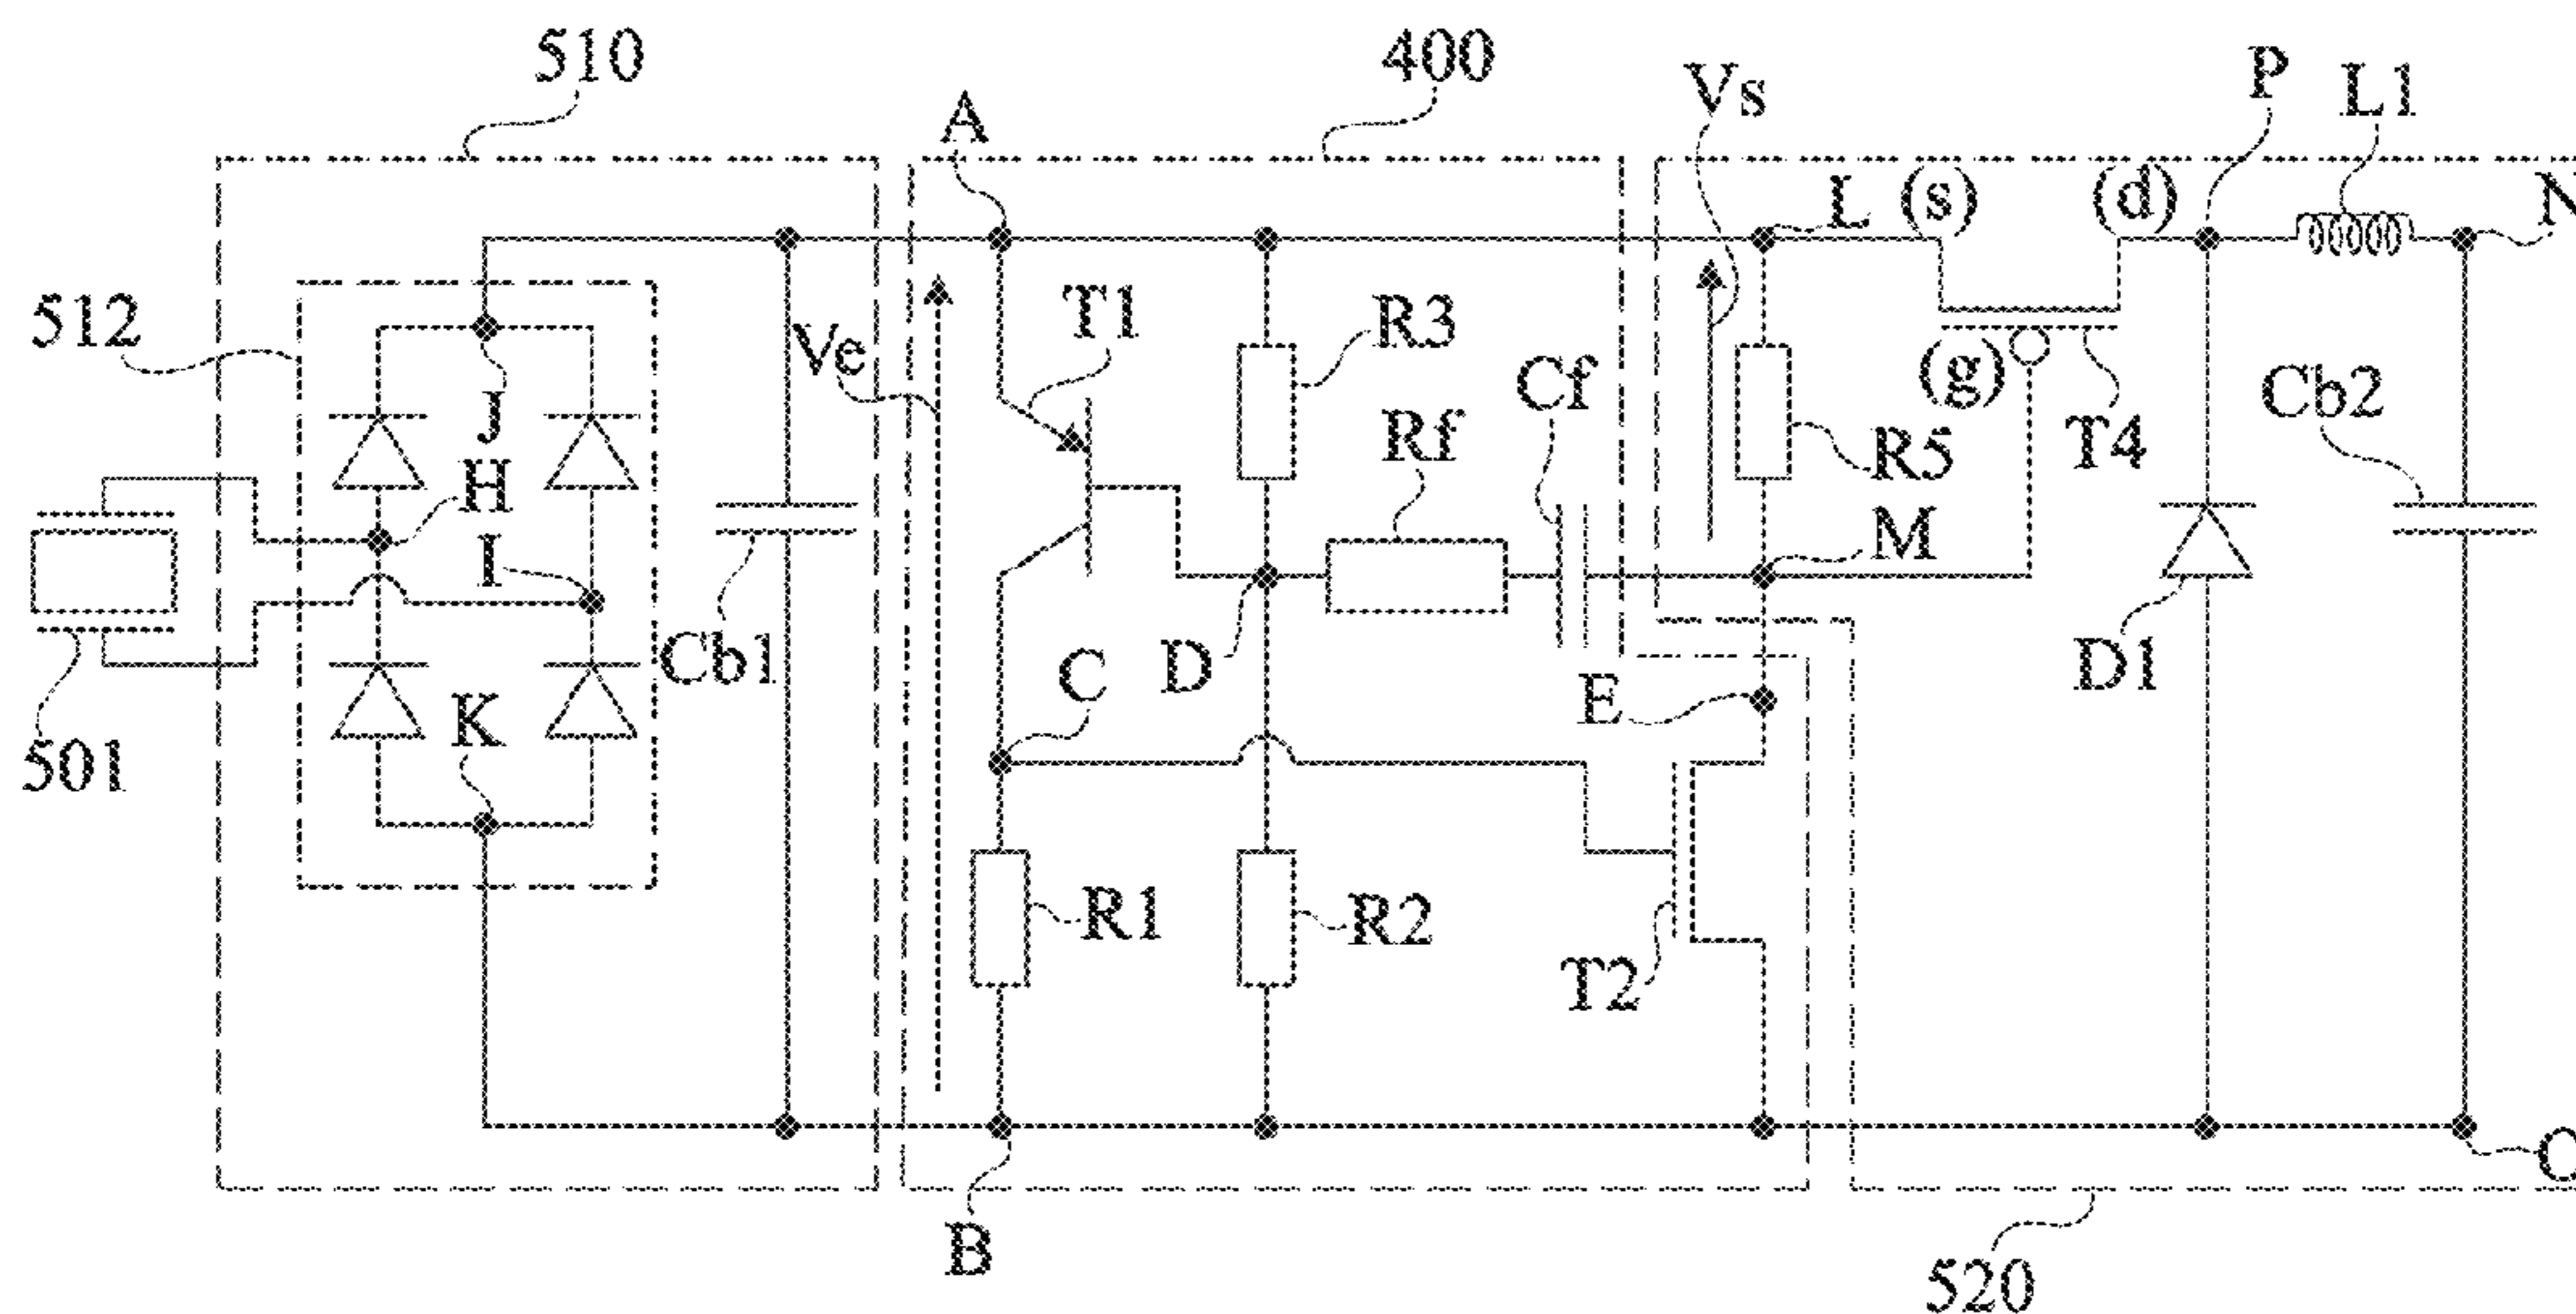 510
400
Vs
P
L1
A
L
(s)
(d)
N
512
Ve
T1
R3
Rf
Cf
(g)
R5
T4
Cb2
J
H
I
M
Cb1
D
C
E
D1
501
K
R1
R2
T2
B
520